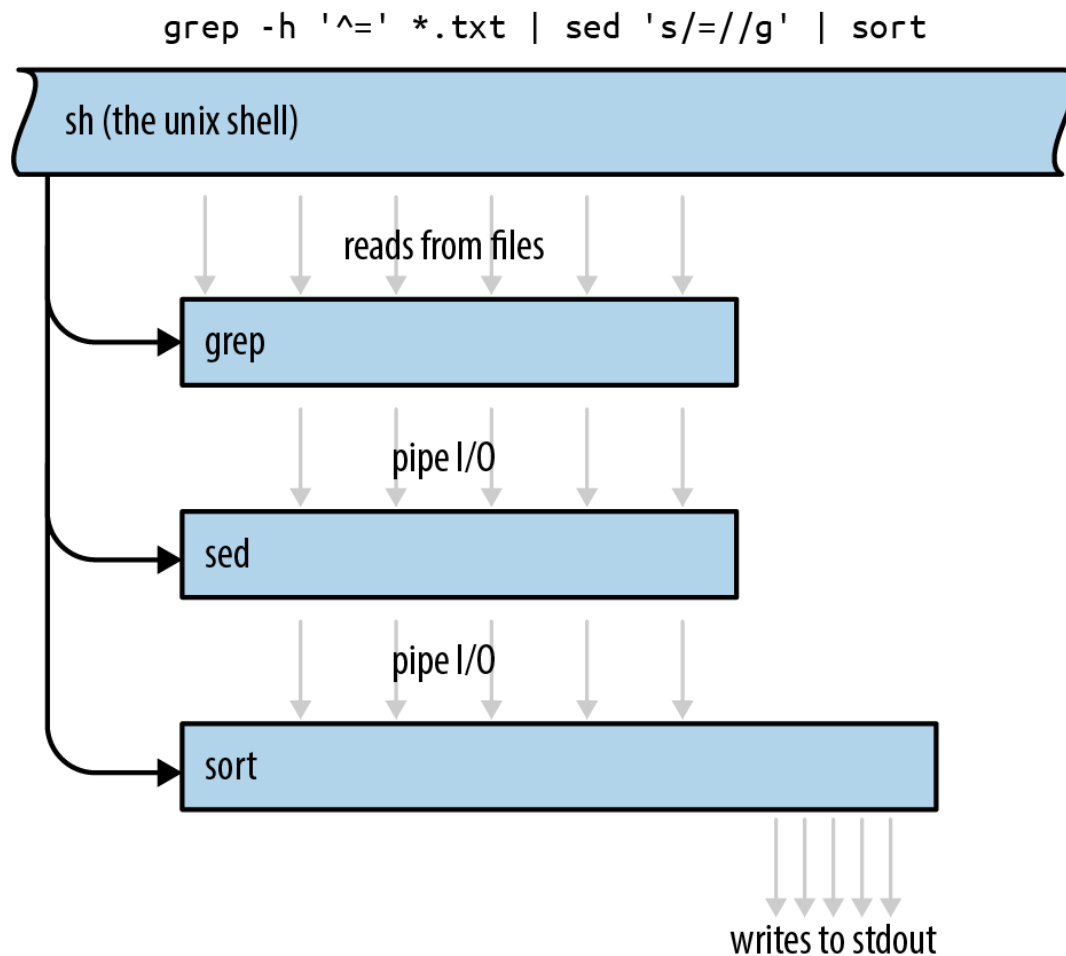 grep -h '^=' *.txt | sed 's/=//g' | sort
sh (the unix shell)
reads from files
grep
pipe I/O
sed
pipe I/O
sort
writes to stdout